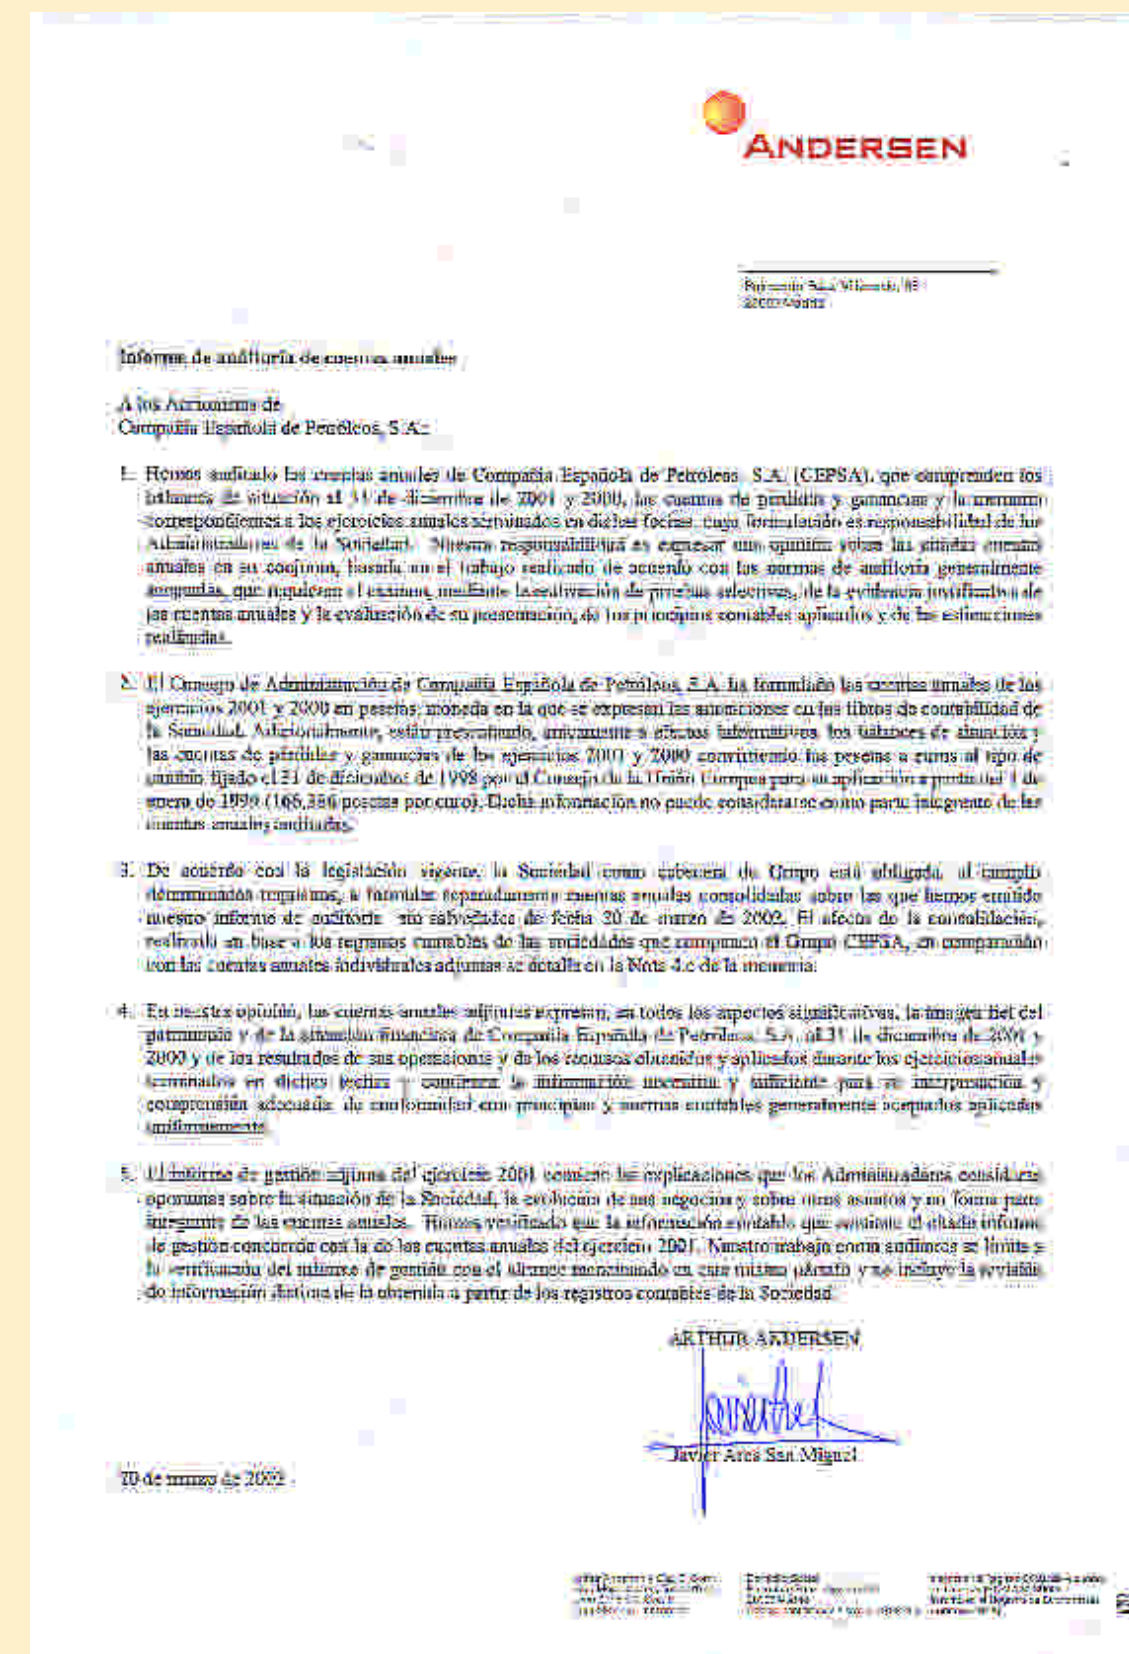 ANDERSEN
Raimundo Fdez. Villaverde, 65
28003 Madrid
Informe de auditoría de cuentas anuales
A los Accionistas de
Compañía Española de Petróleos, S.A.:
1. Hemos auditado las cuentas anuales de Compañía Española de Petróleos, S.A. (CEPSA), que comprenden los
balances de situación al 31 de diciembre de 2001 y 2000, las cuentas de pérdidas y ganancias y la memoria
correspondientes a los ejercicios anuales terminados en dichas fechas, cuya formulación es responsabilidad de los
Administradores de la Sociedad. Nuestra responsabilidad es expresar una opinión sobre las citadas cuentas
anuales en su conjunto, basada en el trabajo realizado de acuerdo con las normas de auditoría generalmente
aceptadas, que requieren el examen, mediante la realización de pruebas selectivas, de la evidencia justificativa de
las cuentas anuales y la evaluación de su presentación, de los principios contables aplicados y de las estimaciones
realizadas.
2. El Consejo de Administración de Compañía Española de Petróleos, S.A. ha formulado las cuentas anuales de los
ejercicios 2001 y 2000 en pesetas, moneda en la que se expresan las anotaciones en los libros de contabilidad de
la Sociedad. Adicionalmente, están presentando, únicamente a efectos informativos, los balances de situación y
las cuentas de pérdidas y ganancias de los ejercicios 2001 y 2000 convirtiendo las pesetas a euros al tipo de
cambio fijado el 31 de diciembre de 1998 por el Consejo de la Unión Europea para su aplicación a partir del 1 de
enero de 1999 (166,386 pesetas por euro). Dicha información no puede considerarse como parte integrante de las
cuentas anuales auditadas.
3. De acuerdo con la legislación vigente, la Sociedad como cabecera de Grupo está obligada, al cumplir
determinados requisitos, a formular separadamente cuentas anuales consolidadas sobre las que hemos emitido
nuestro informe de auditoría sin salvedades de fecha 20 de marzo de 2002. El efecto de la consolidación,
realizada en base a los registros contables de las sociedades que componen el Grupo CEPSA, en comparación
con las cuentas anuales individuales adjuntas se detalla en la Nota 4.c de la memoria.
4. En nuestra opinión, las cuentas anuales adjuntas expresan, en todos los aspectos significativos, la imagen fiel del
patrimonio y de la situación financiera de Compañía Española de Petróleos, S.A. al 31 de diciembre de 2001 y
2000 y de los resultados de sus operaciones y de los recursos obtenidos y aplicados durante los ejercicios anuales
terminados en dichas fechas y contienen la información necesaria y suficiente para su interpretación y
comprensión adecuada, de conformidad con principios y normas contables generalmente aceptados aplicados
uniformemente.
5. El informe de gestión adjunto del ejercicio 2001 contiene las explicaciones que los Administradores consideran
oportunas sobre la situación de la Sociedad, la evolución de sus negocios y sobre otros asuntos y no forma parte
integrante de las cuentas anuales. Hemos verificado que la información contable que contiene el citado informe
de gestión concuerda con la de las cuentas anuales del ejercicio 2001. Nuestro trabajo como auditores se limita a
la verificación del informe de gestión con el alcance mencionado en este mismo párrafo y no incluye la revisión
de información distinta de la obtenida a partir de los registros contables de la Sociedad.
ARTHUR ANDERSEN
Javier Ares San Miguel
20 de marzo de 2002